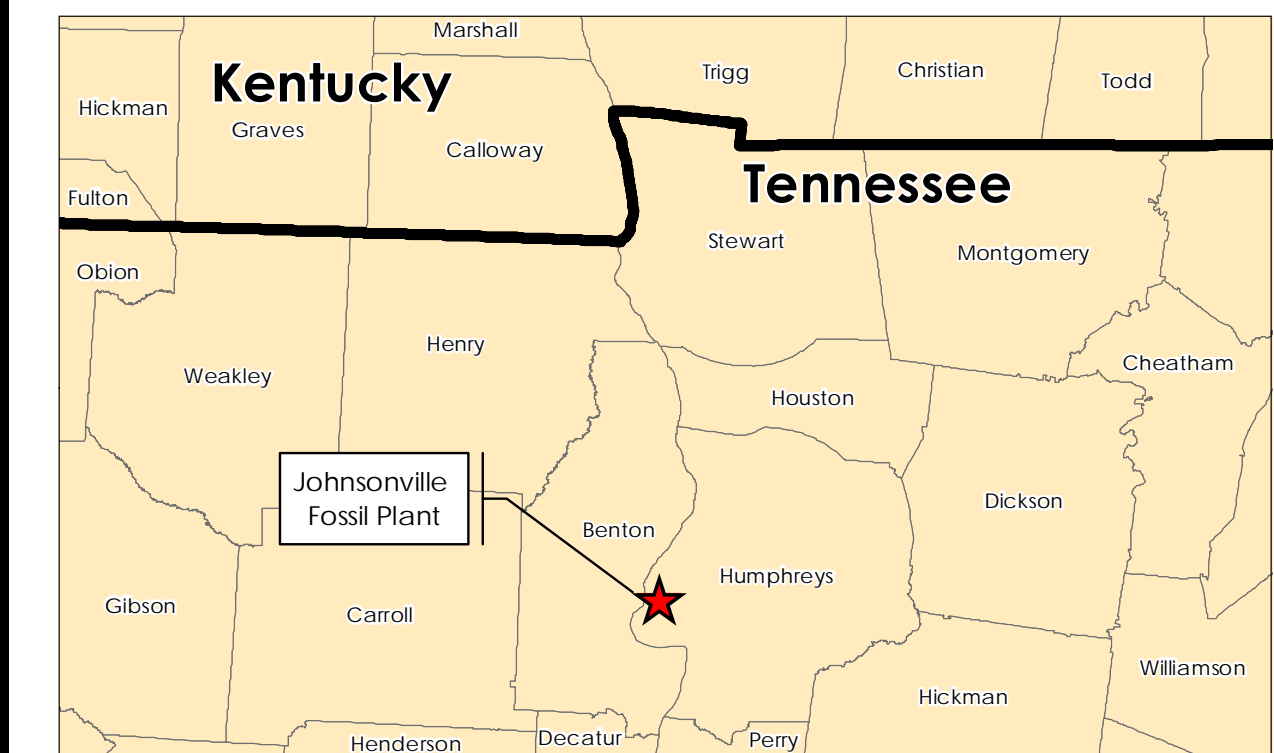 Marshall
Trigg
Christian
Todd
Kentucky
Hickman
Graves
Calloway
Fulton
Tennessee
Stewart
Montgomery
Obion
Henry
Weakley
Cheatham
Houston
Johnsonville
Fossil Plant
Dickson
Benton
Humphreys
Gibson
Carroll
Williamson
Hickman
Henderson
Decatur
Perry